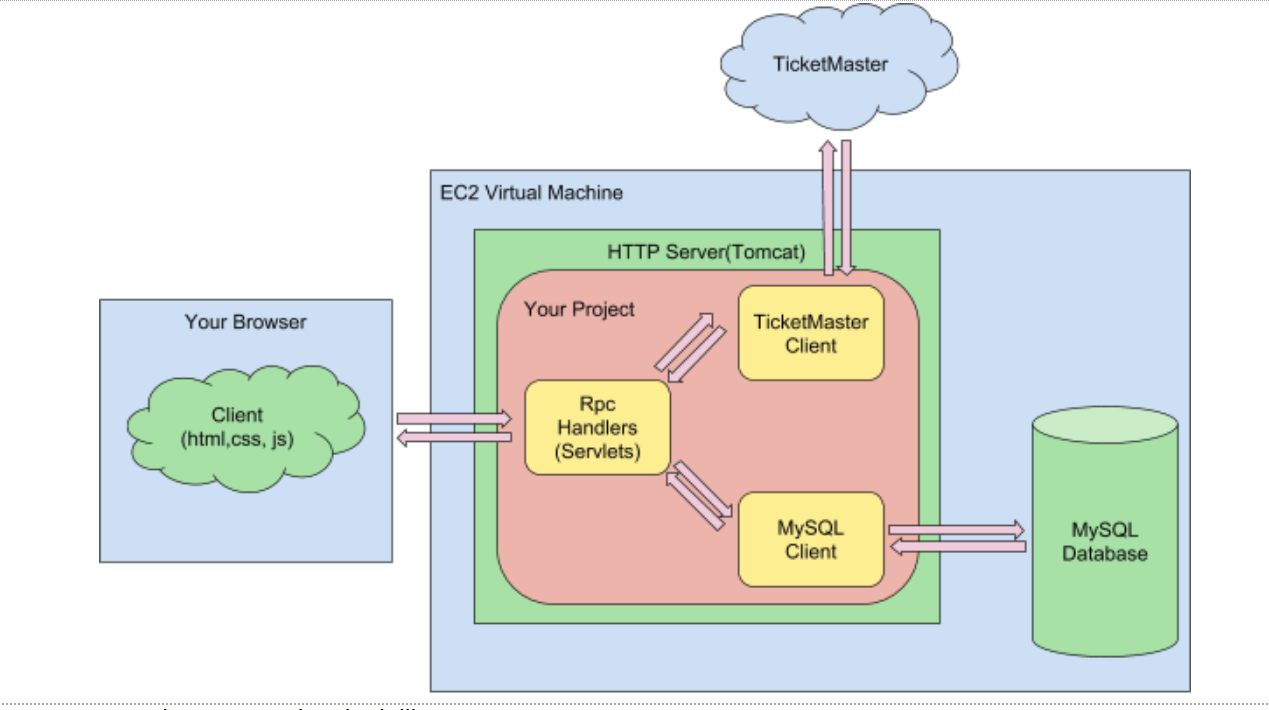 TicketMaster
EC2 Virtual Machine
HTTP Server(Tomcat)
Your Browser
Your Project
TicketMaster
Client
Client
(html,css, js)
Rpc
Handlers
(Servlets)
MySQL
Client
MySQL
Database